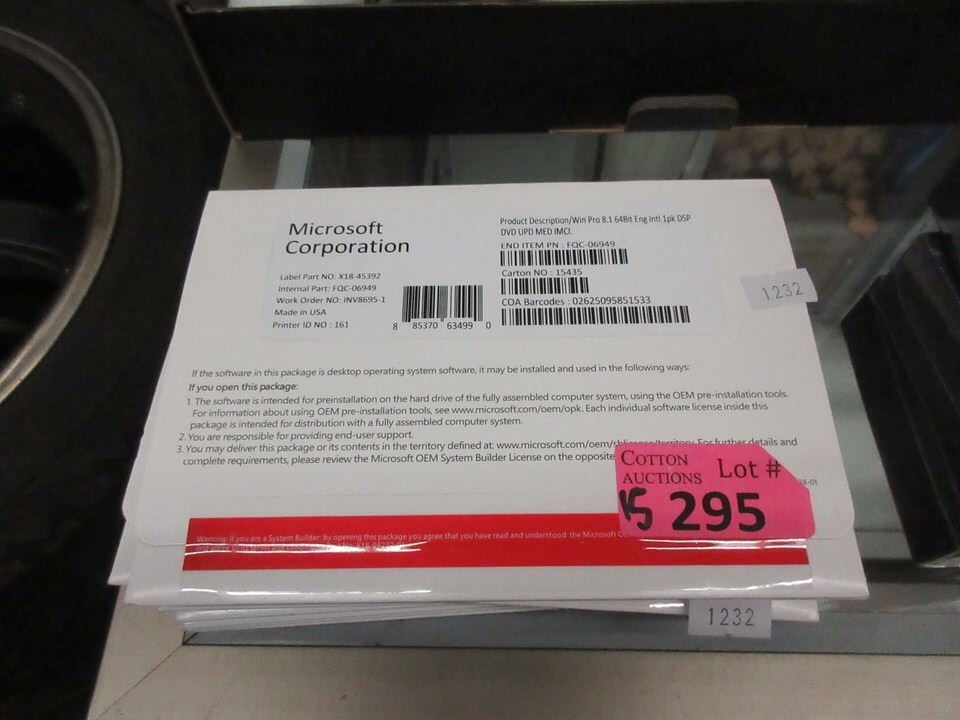 Microsoft
Corporation
Label Part NO: X18-45392
Internal Part: FQC-06949
Work Order NO: INV8695-1
Made in USA
Printer ID NO : 161
8 85370 63499 0
Product Description/Win Pro 8.1 64Bit Eng Intl 1pk DSP
DVD UPD MED IMCL
END ITEM PN : FQC-06949
Carton NO : 15435
COA Barcodes : 02625095851533
1232
If the software in this package is desktop operating system software, it may be installed and used in the following ways:
If you open this package:
1. The software is intended for preinstallation on the hard drive of the fully assembled computer system, using the OEM pre-installation tools.
For information about using OEM pre-installation tools, see www.microsoft.com/oem/opk. Each individual software license inside this
package is intended for distribution with a fully assembled computer system.
2. You are responsible for providing end-user support.
3. You may deliver this package or its contents in the territory defined at: www.microsoft.com/oem/sblicense/territory. For further details and
complete requirements, please review the Microsoft OEM System Builder License on the opposite
COTTON
AUCTIONS Lot #
15 295
Warning: If you are a System Builder: by opening this package you agree that you have read and understood the Microsoft
1232